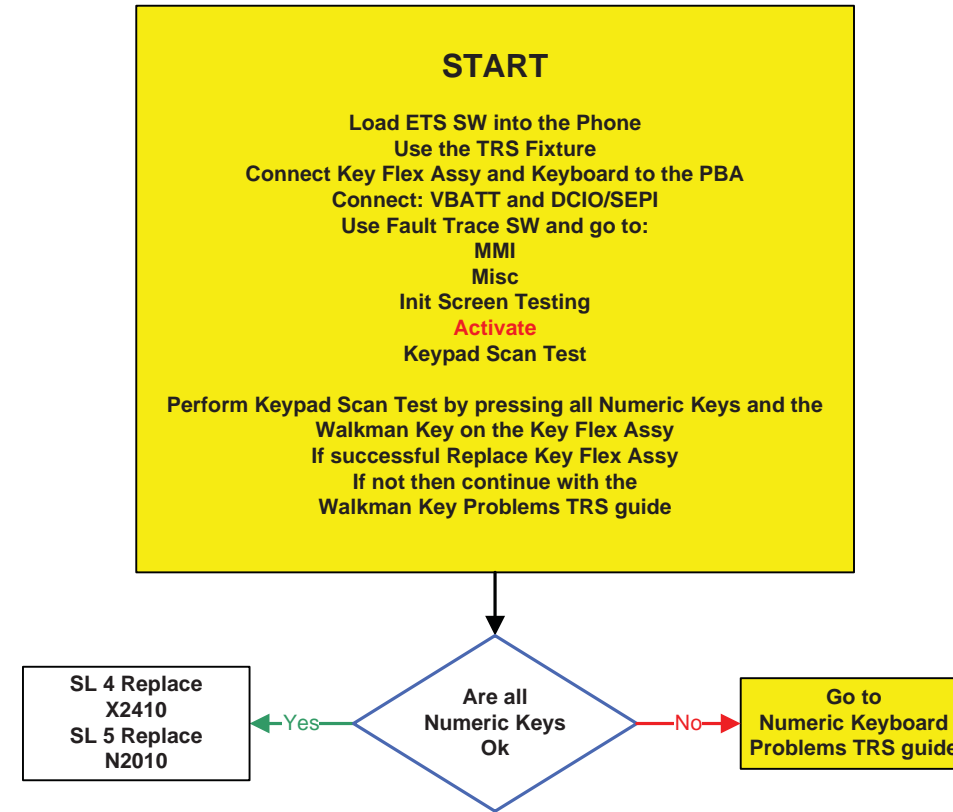 START
Load ETS SW into the Phone
Use the TRS Fixture
Connect Key Flex Assy and Keyboard to the PBA
Connect: VBATT and DCIO/SEPI
Use Fault Trace SW and go to:
MMI
Misc
Init Screen Testing
Activate
Keypad Scan Test
Perform Keypad Scan Test by pressing all Numeric Keys and the
Walkman Key on the Key Flex Assy
If successful Replace Key Flex Assy
If not then continue with the
Walkman Key Problems TRS guide
SL 4 Replace
X2410
SL 5 Replace
N2010
Yes
Are all
Numeric Keys
Ok
No
Go to
Numeric Keyboard
Problems TRS guide